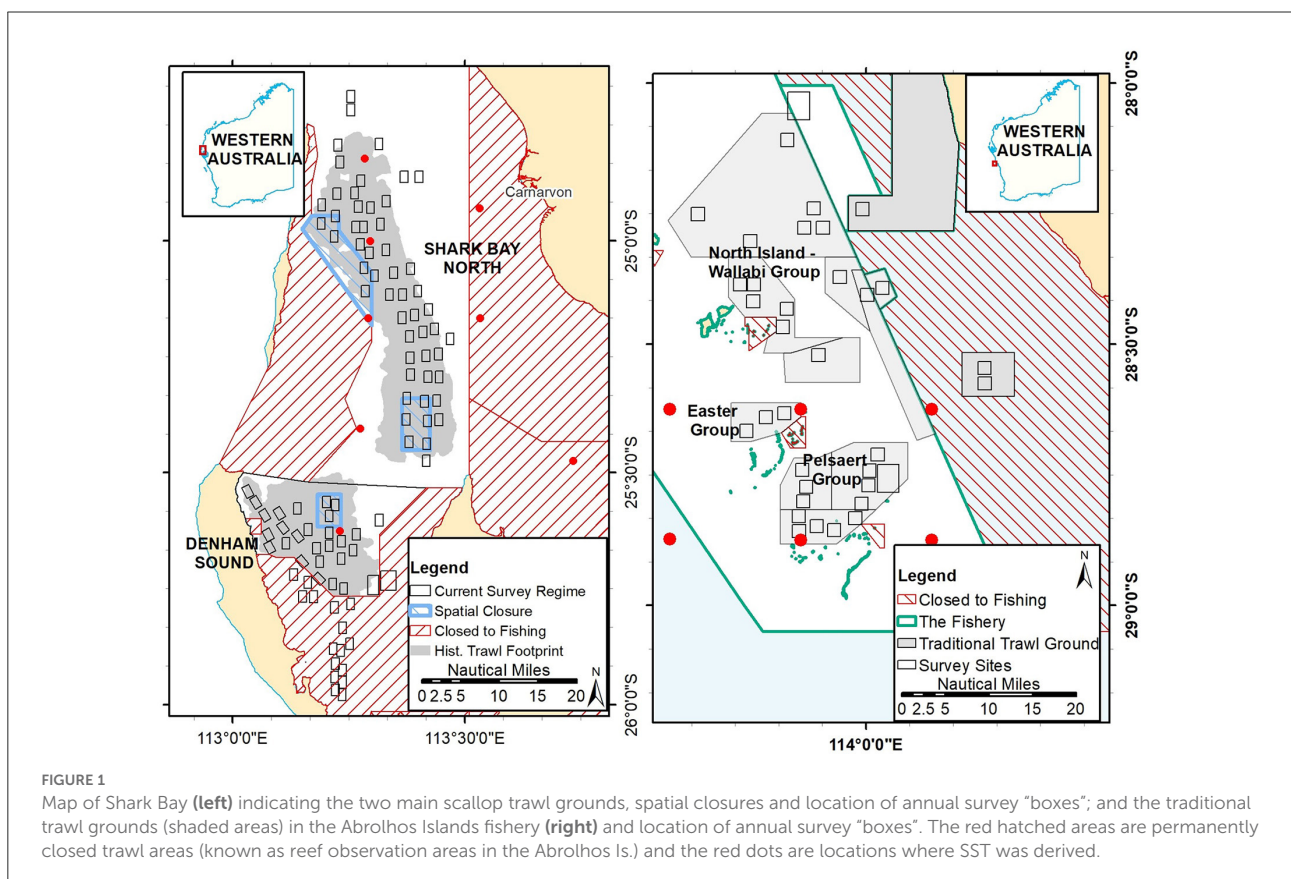 WESTERN
AUSTRALIA
Carnarvon
SHARK BAY
NORTH
DENHAM
SOUND
Legend
Current Survey Regime
Spatial Closure
Closed to Fishing
Hist. Trawl Footprint
Nautical Miles
0 2.5 5 10 15 20
N
25°0'0"S
25°30'0"S
26°0'0"S
113°0'0"E
113°30'0"E
WESTERN
AUSTRALIA
North Island -
Wallabi Group
Easter
Group
Pelsaert
Group
Legend
Closed to Fishing
The Fishery
Traditional Trawl Ground
Survey Sites
Nautical Miles
0 2.5 5 10 15 20
N
28°0'0"S
28°30'0"S
29°0'0"S
114°0'0"E
FIGURE 1
Map of Shark Bay (left) indicating the two main scallop trawl grounds, spatial closures and location of annual survey “boxes”; and the traditional
trawl grounds (shaded areas) in the Abrolhos Islands fishery (right) and location of annual survey “boxes”. The red hatched areas are permanently
closed trawl areas (known as reef observation areas in the Abrolhos Is.) and the red dots are locations where SST was derived.